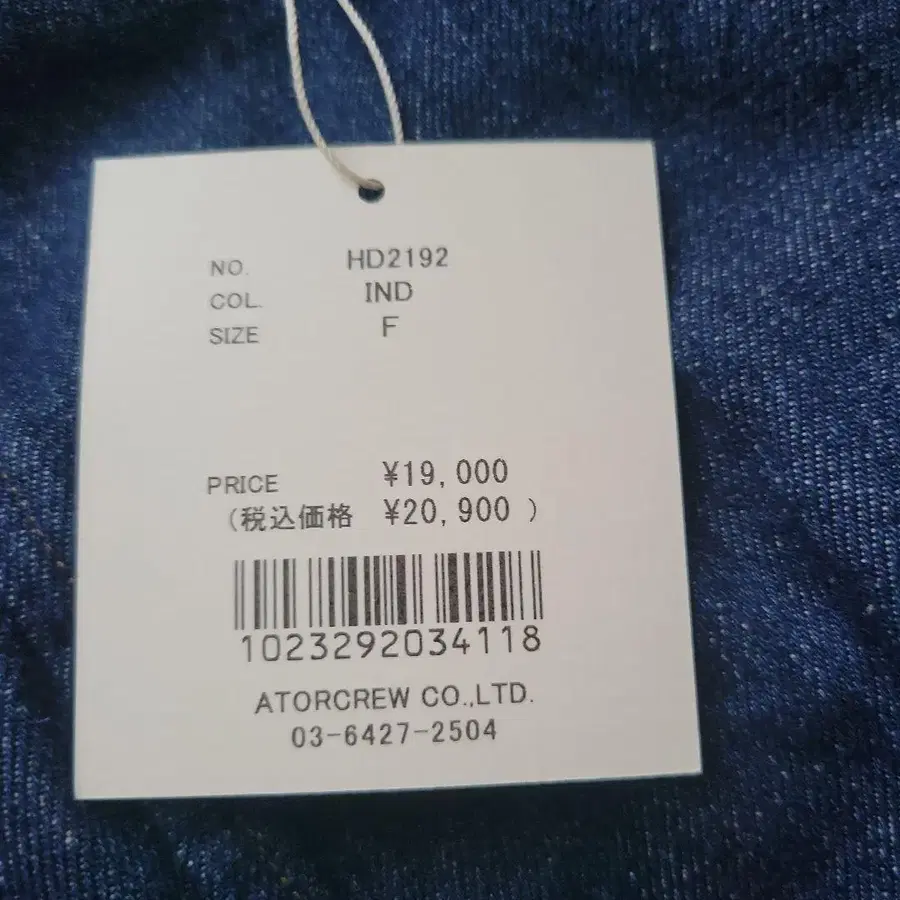 NO. HD2192
COL. IND
SIZE F
PRICE ¥19,000
(税込価格 ¥20,900 )
1023292034118
ATORCREW CO.,LTD.
03-6427-2504